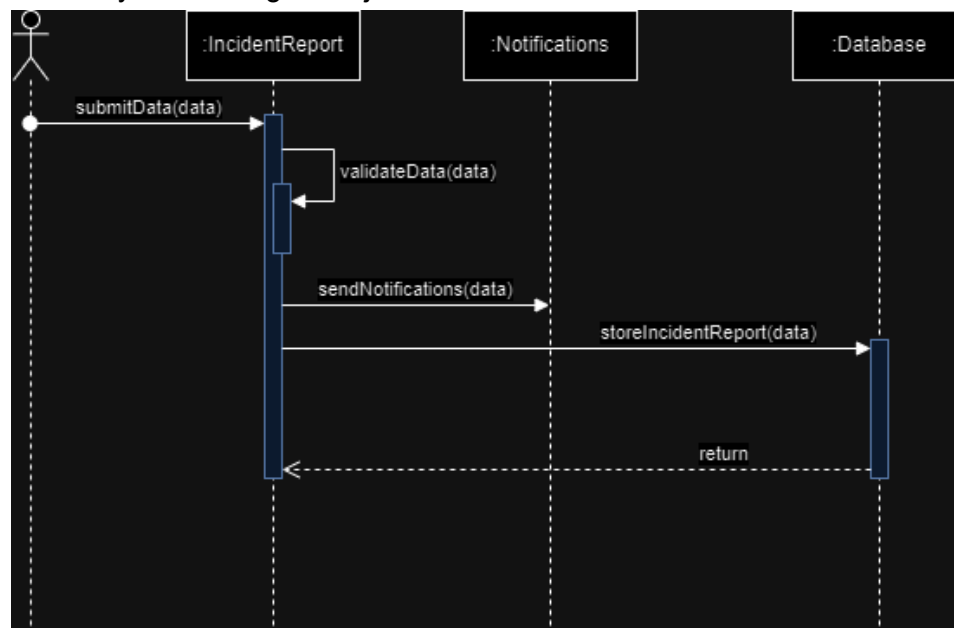 :IncidentReport
:Notifications
:Database
submitData(data)
validateData(data)
sendNotifications(data)
storeIncidentReport(data)
return